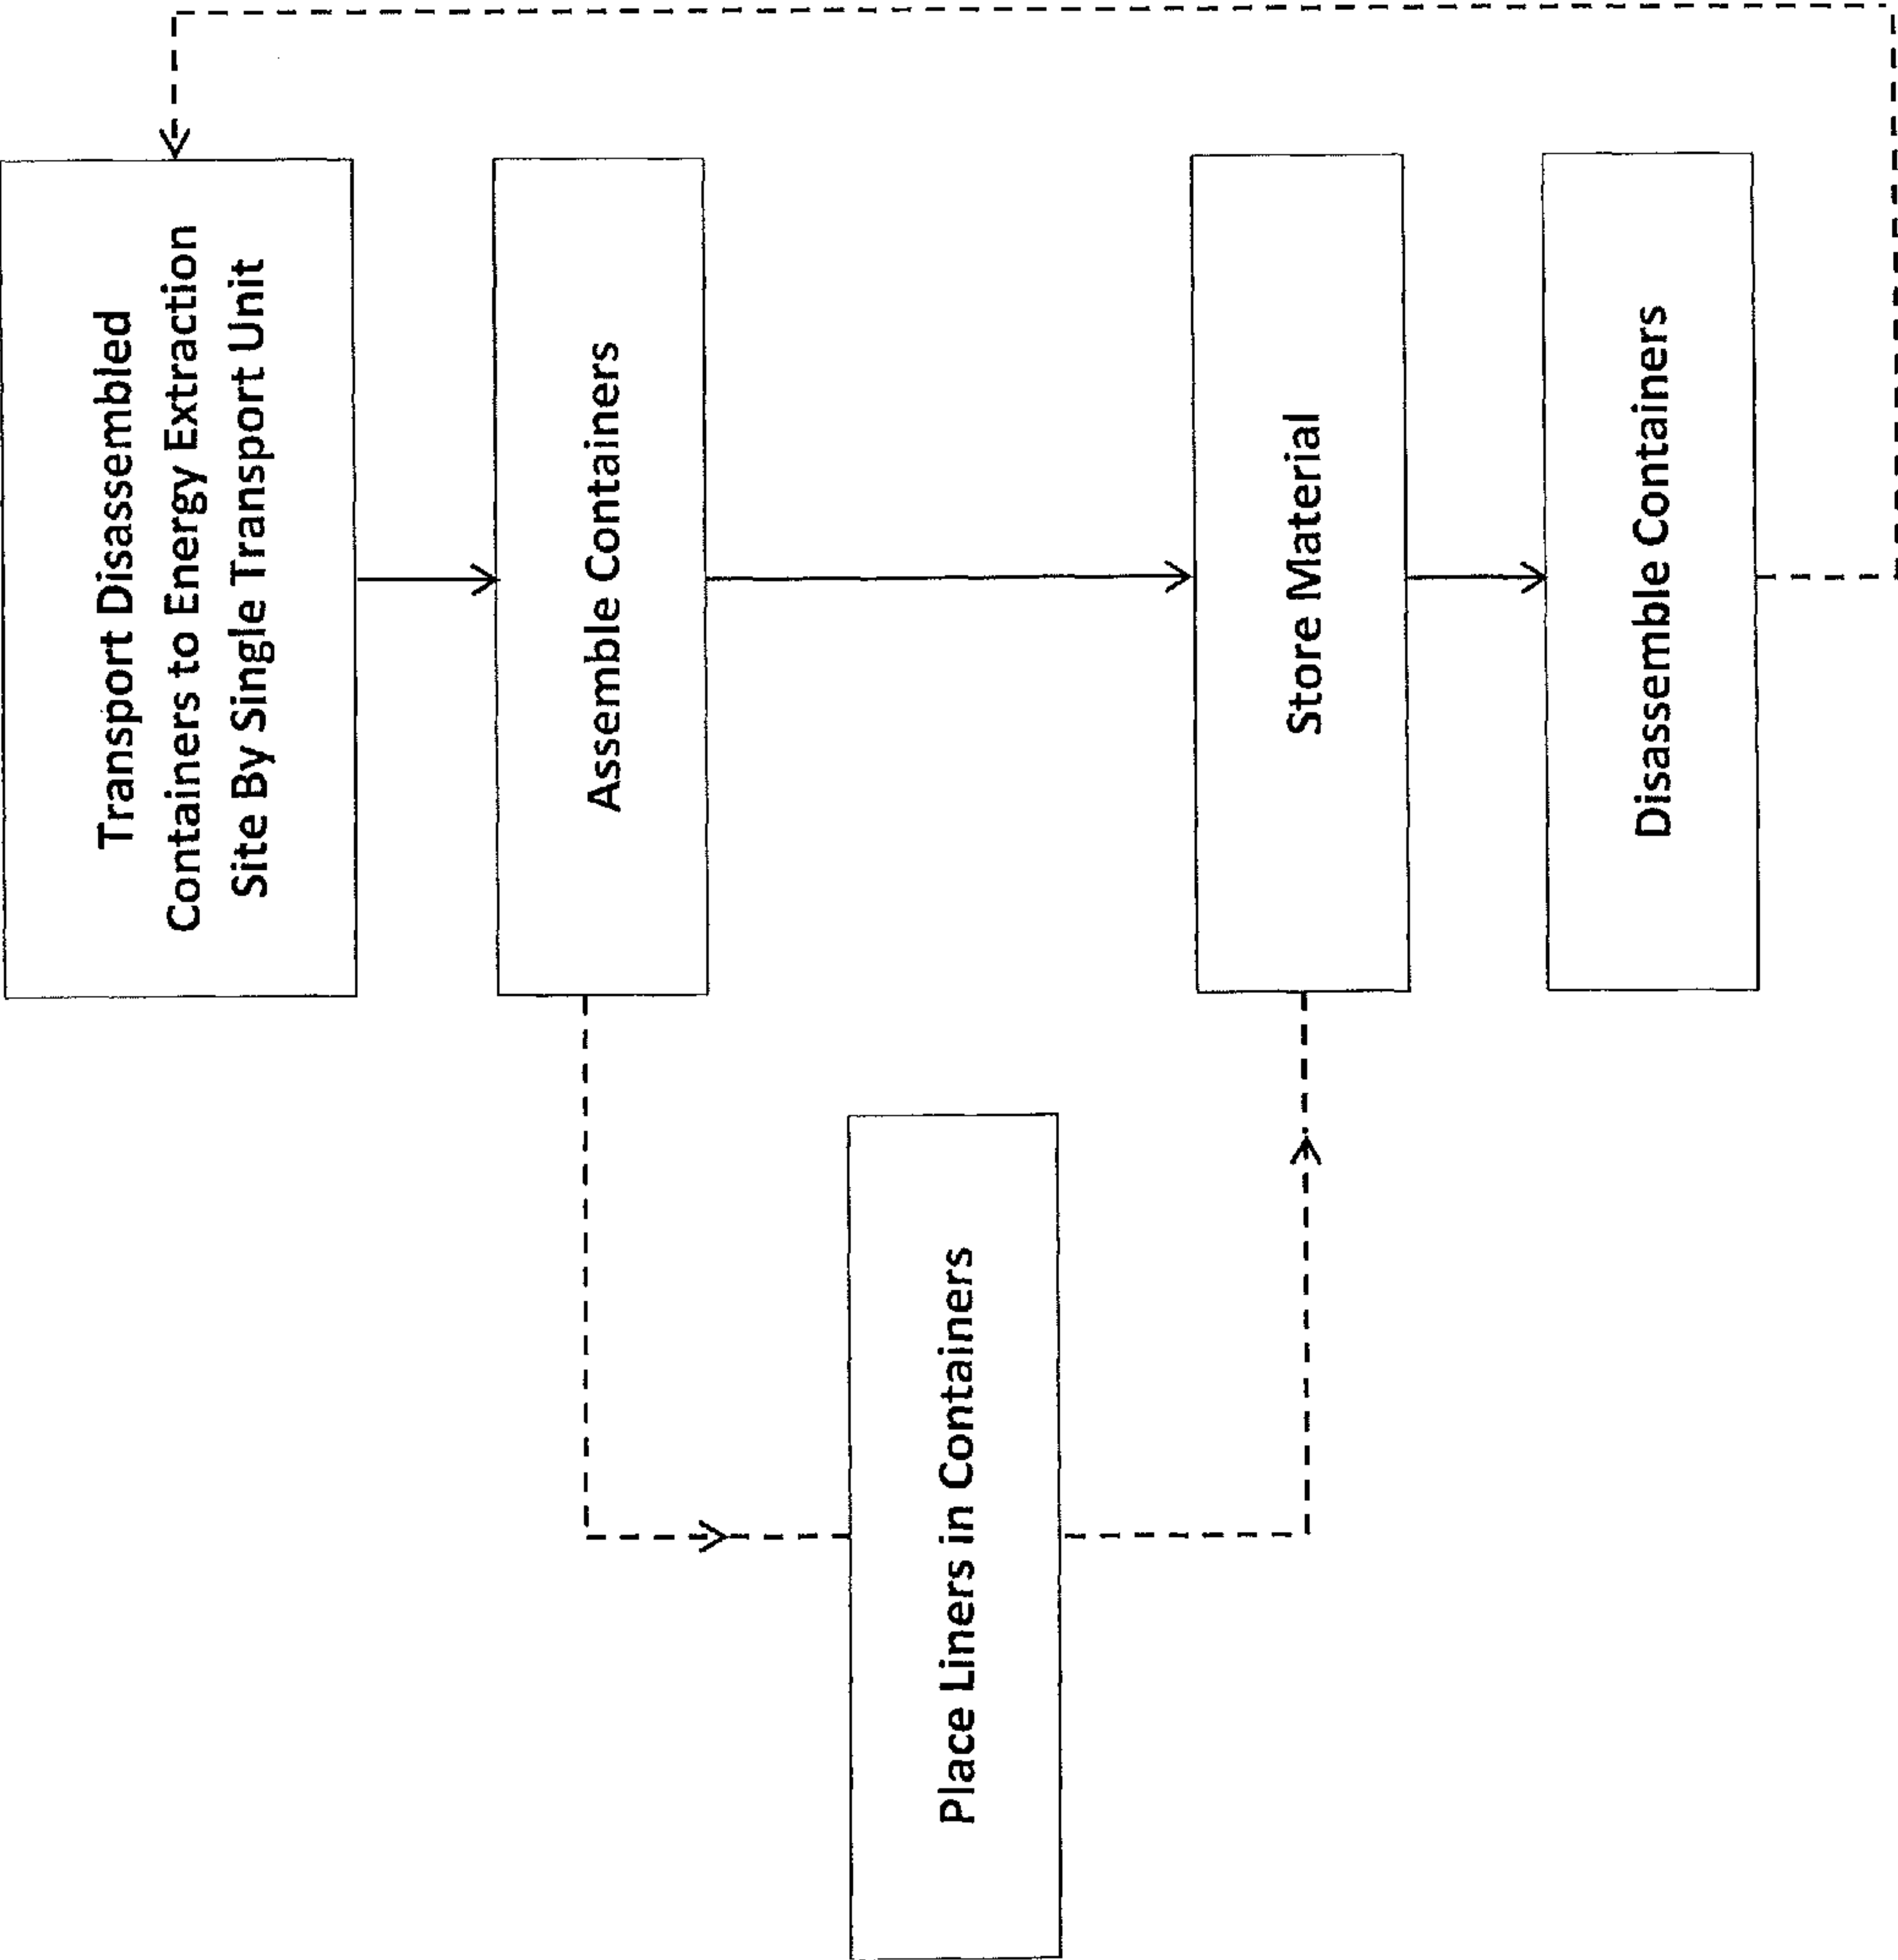 Transport Disassembled
Containers to Energy Extraction
Site By Single Transport Unit
Assemble Containers
Place Liners in Containers
Store Material
Disassemble Containers